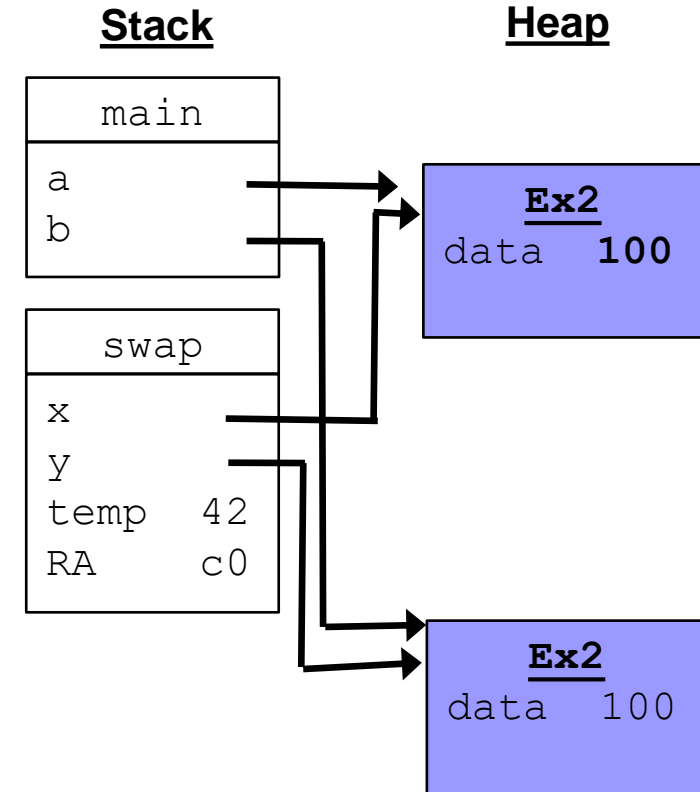 Stack
Heap
main
a
b
Ex2
data 100
swap
x
y
temp 42
RA c0
Ex2
data 100